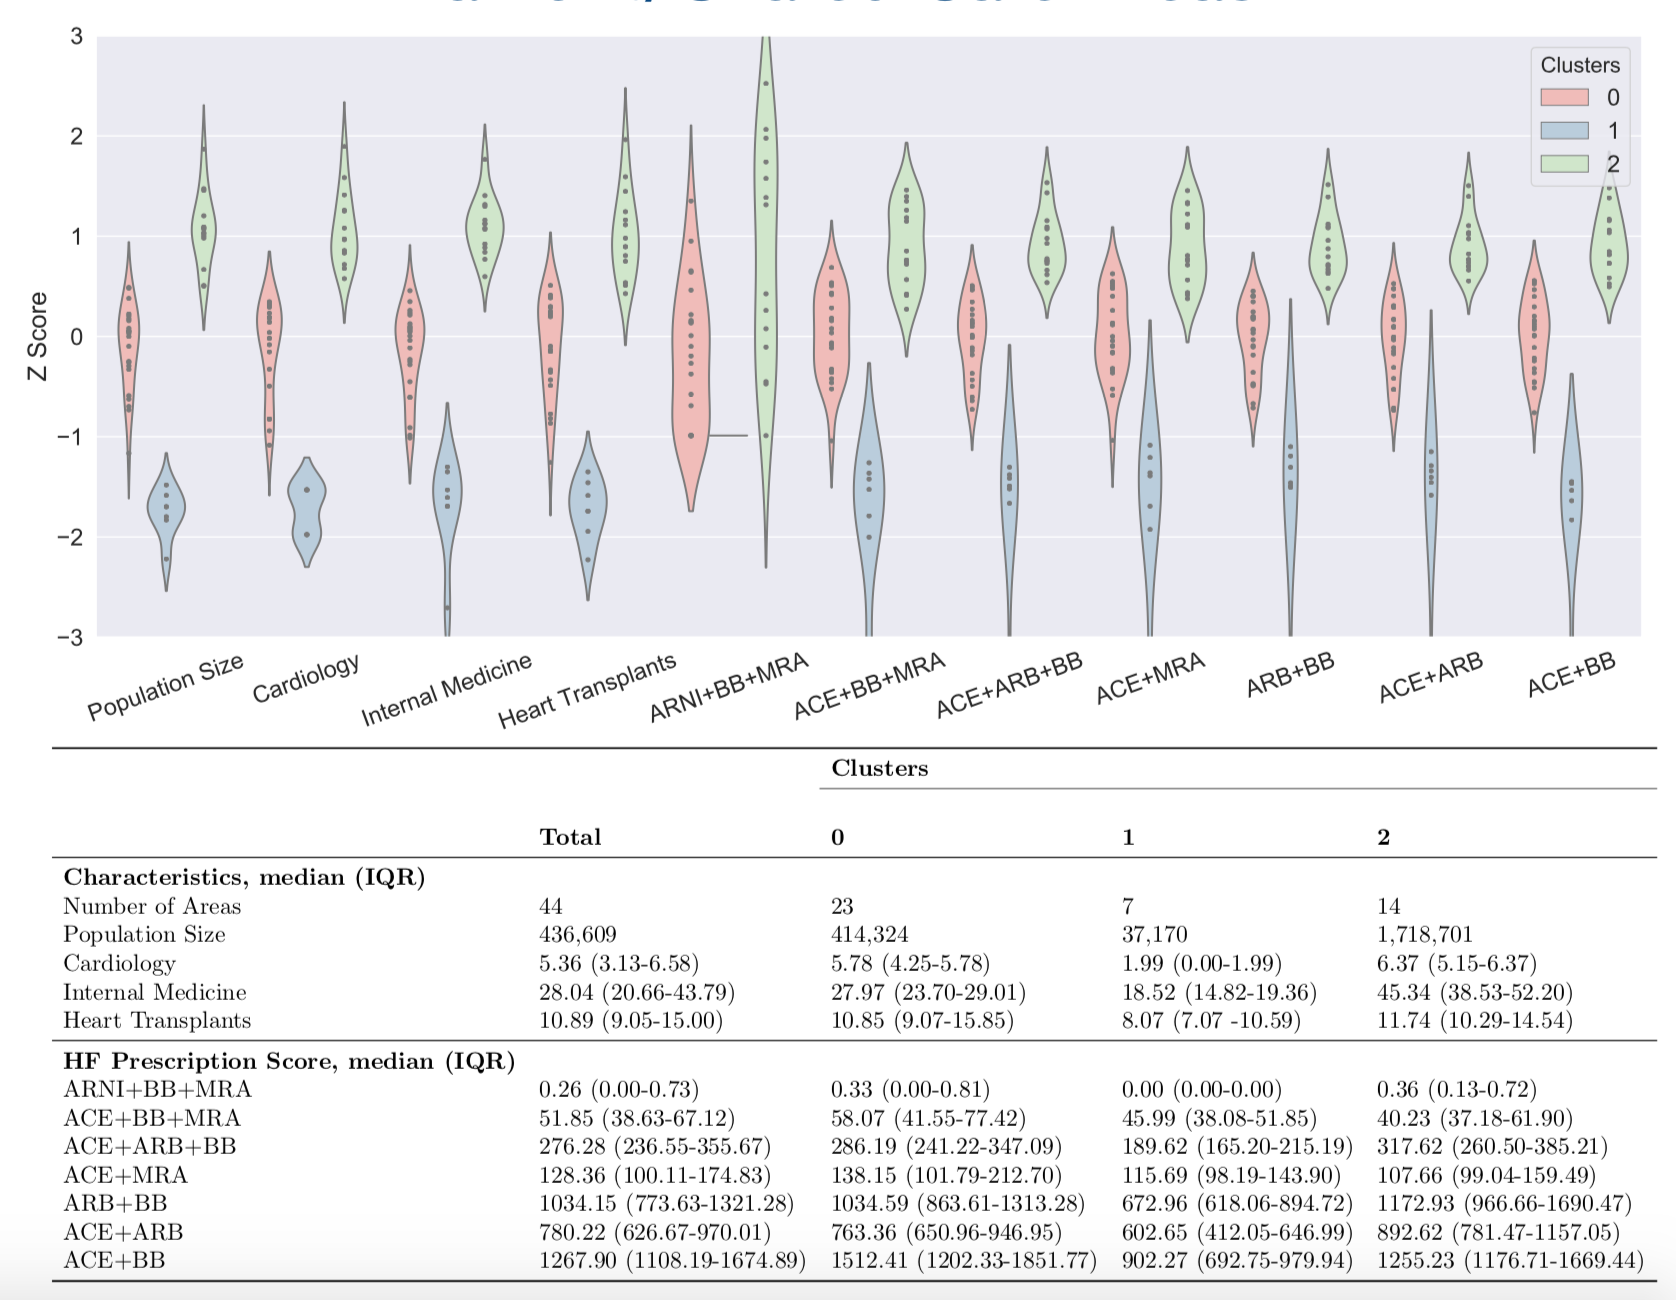 Clusters
0
1
2
3
2
1
0
−1
−2
−3
Z Score
Population Size
Cardiology
Internal Medicine
Heart Transplants
ARNI+BB+MRA
ACE+BB+MRA
ACE+ARB+BB
ACE+MRA
ARB+BB
ACE+ARB
ACE+BB
Clusters
Total 0 1 2
Characteristics, median (IQR)
Number of Areas 44 23 7 14
Population Size 436,609 414,324 37,170 1,718,701
Cardiology 5.36 (3.13-6.58) 5.78 (4.25-5.78) 1.99 (0.00-1.99) 6.37 (5.15-6.37)
Internal Medicine 28.04 (20.66-43.79) 27.97 (23.70-29.01) 18.52 (14.82-19.36) 45.34 (38.53-52.20)
Heart Transplants 10.89 (9.05-15.00) 10.85 (9.07-15.85) 8.07 (7.07 -10.59) 11.74 (10.29-14.54)
HF Prescription Score, median (IQR)
ARNI+BB+MRA 0.26 (0.00-0.73) 0.33 (0.00-0.81) 0.00 (0.00-0.00) 0.36 (0.13-0.72)
ACE+BB+MRA 51.85 (38.63-67.12) 58.07 (41.55-77.42) 45.99 (38.08-51.85) 40.23 (37.18-61.90)
ACE+ARB+BB 276.28 (236.55-355.67) 286.19 (241.22-347.09) 189.62 (165.20-215.19) 317.62 (260.50-385.21)
ACE+MRA 128.36 (100.11-174.83) 138.15 (101.79-212.70) 115.69 (98.19-143.90) 107.66 (99.04-159.49)
ARB+BB 1034.15 (773.63-1321.28) 1034.59 (863.61-1313.28) 672.96 (618.06-894.72) 1172.93 (966.66-1690.47)
ACE+ARB 780.22 (626.67-970.01) 763.36 (650.96-946.95) 602.65 (412.05-646.99) 892.62 (781.47-1157.05)
ACE+BB 1267.90 (1108.19-1674.89) 1512.41 (1202.33-1851.77) 902.27 (692.75-979.94) 1255.23 (1176.71-1669.44)